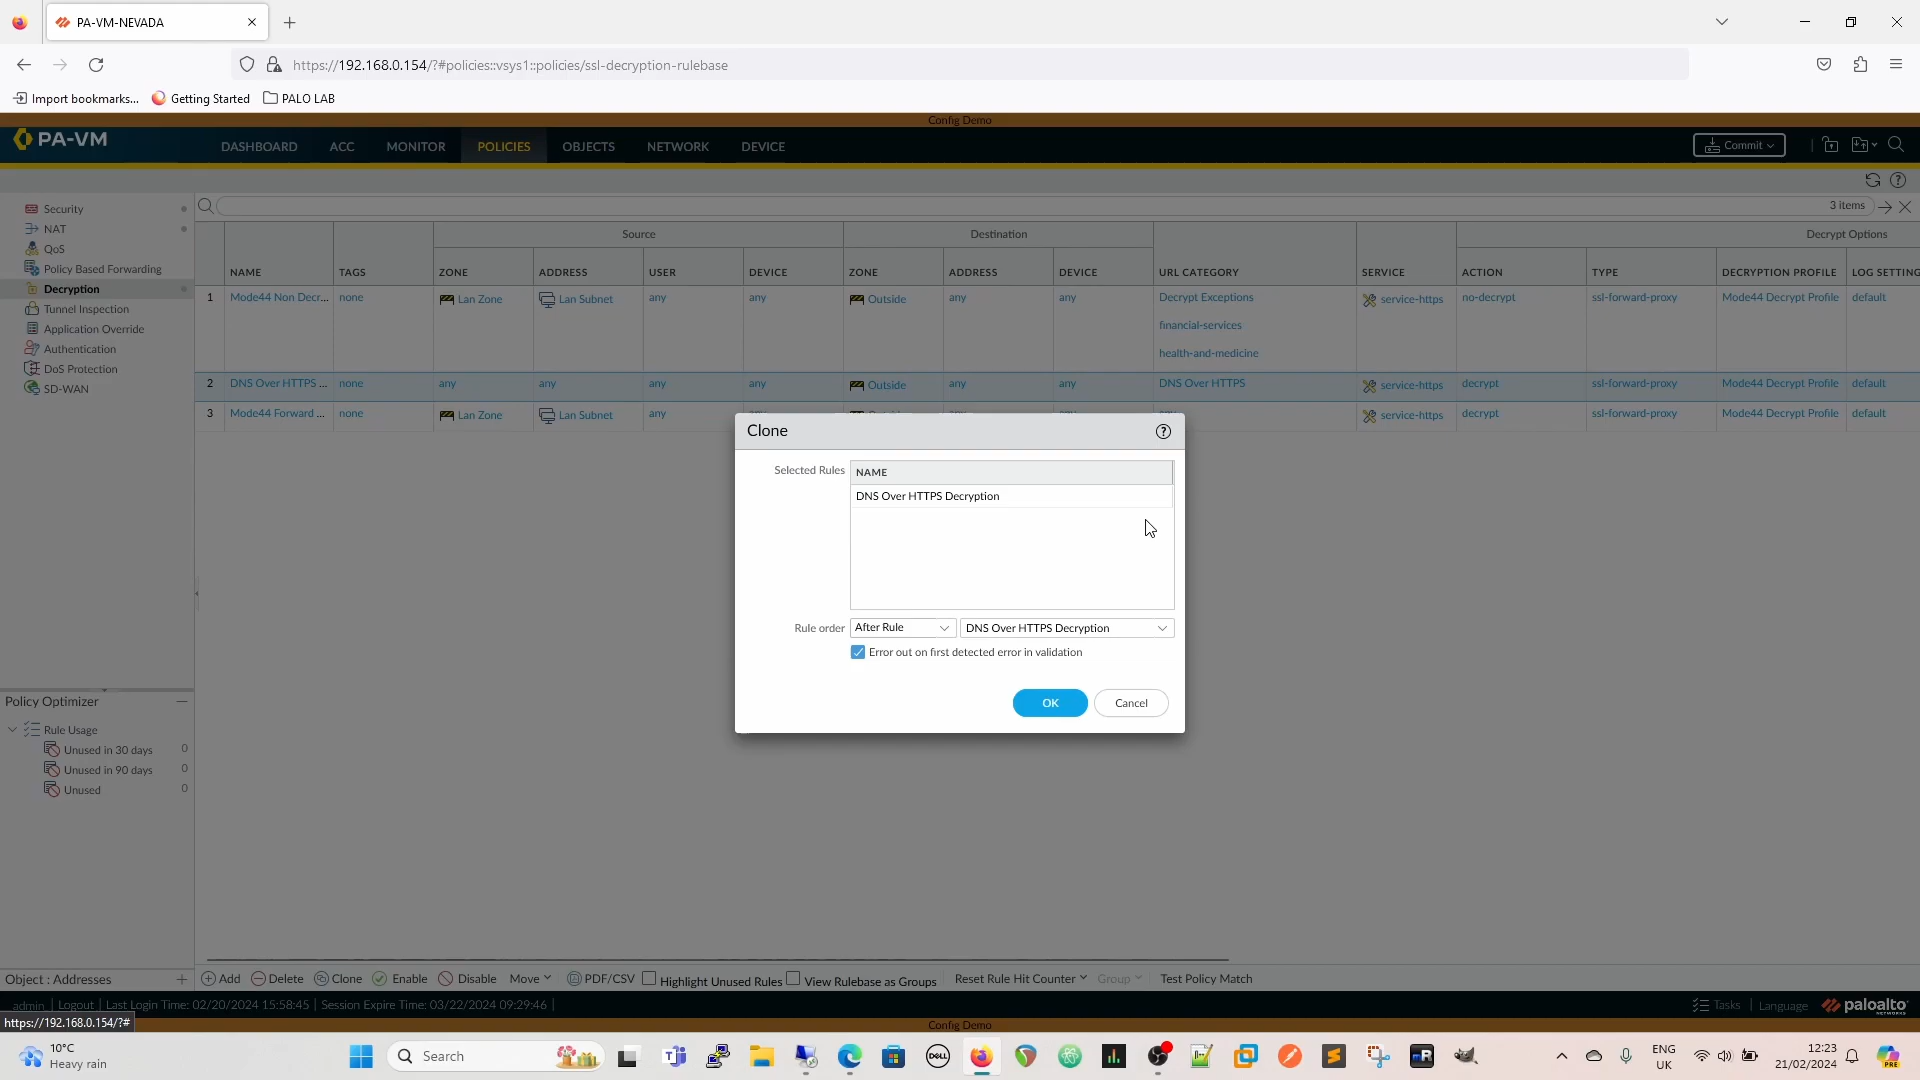 PA-VM-NEVADA
https://192.168.0.154/?#policies::vsys1::policies/ssl-decryption-rulebase
Import bookmarks... Getting Started PALO LAB
Config Demo
PA-VM
DASHBOARD ACC MONITOR POLICIES OBJECTS NETWORK DEVICE Commit
Security
NAT
QoS
Policy Based Forwarding
Decryption
Tunnel Inspection
Application Override
Authentication
DoS Protection
SD-WAN
3 items
Source Destination Decrypt Options
NAME TAGS ZONE ADDRESS USER DEVICE ZONE ADDRESS DEVICE URL CATEGORY SERVICE ACTION TYPE DECRYPTION PROFILE LOG SETTING
1 Mode44 Non Decr... none Lan Zone Lan Subnet any any Outside any any Decrypt Exceptions service-https no-decrypt ssl-forward-proxy Mode44 Decrypt Profile default
financial-services
health-and-medicine
2 DNS Over HTTPS ... none any any any any Outside any any DNS Over HTTPS service-https decrypt ssl-forward-proxy Mode44 Decrypt Profile default
3 Mode44 Forward ... none Lan Zone Lan Subnet any service-https decrypt ssl-forward-proxy Mode44 Decrypt Profile default
Clone
Selected Rules NAME
DNS Over HTTPS Decryption
Rule order After Rule DNS Over HTTPS Decryption
Error out on first detected error in validation
OK Cancel
Policy Optimizer
Rule Usage
Unused in 30 days 0
Unused in 90 days 0
Unused 0
Object : Addresses
Add Delete Clone Enable Disable Move PDF/CSV Highlight Unused Rules View Rulebase as Groups Reset Rule Hit Counter Group Test Policy Match
admin | Logout | Last Login Time: 02/20/2024 15:58:45 | Session Expire Time: 03/22/2024 09:29:46 |
Tasks | Language paloalto NETWORKS
https://192.168.0.154/?#
Config Demo
10°C
Heavy rain
Search
DELL
mR
ENG
UK
12:23
21/02/2024
PRE